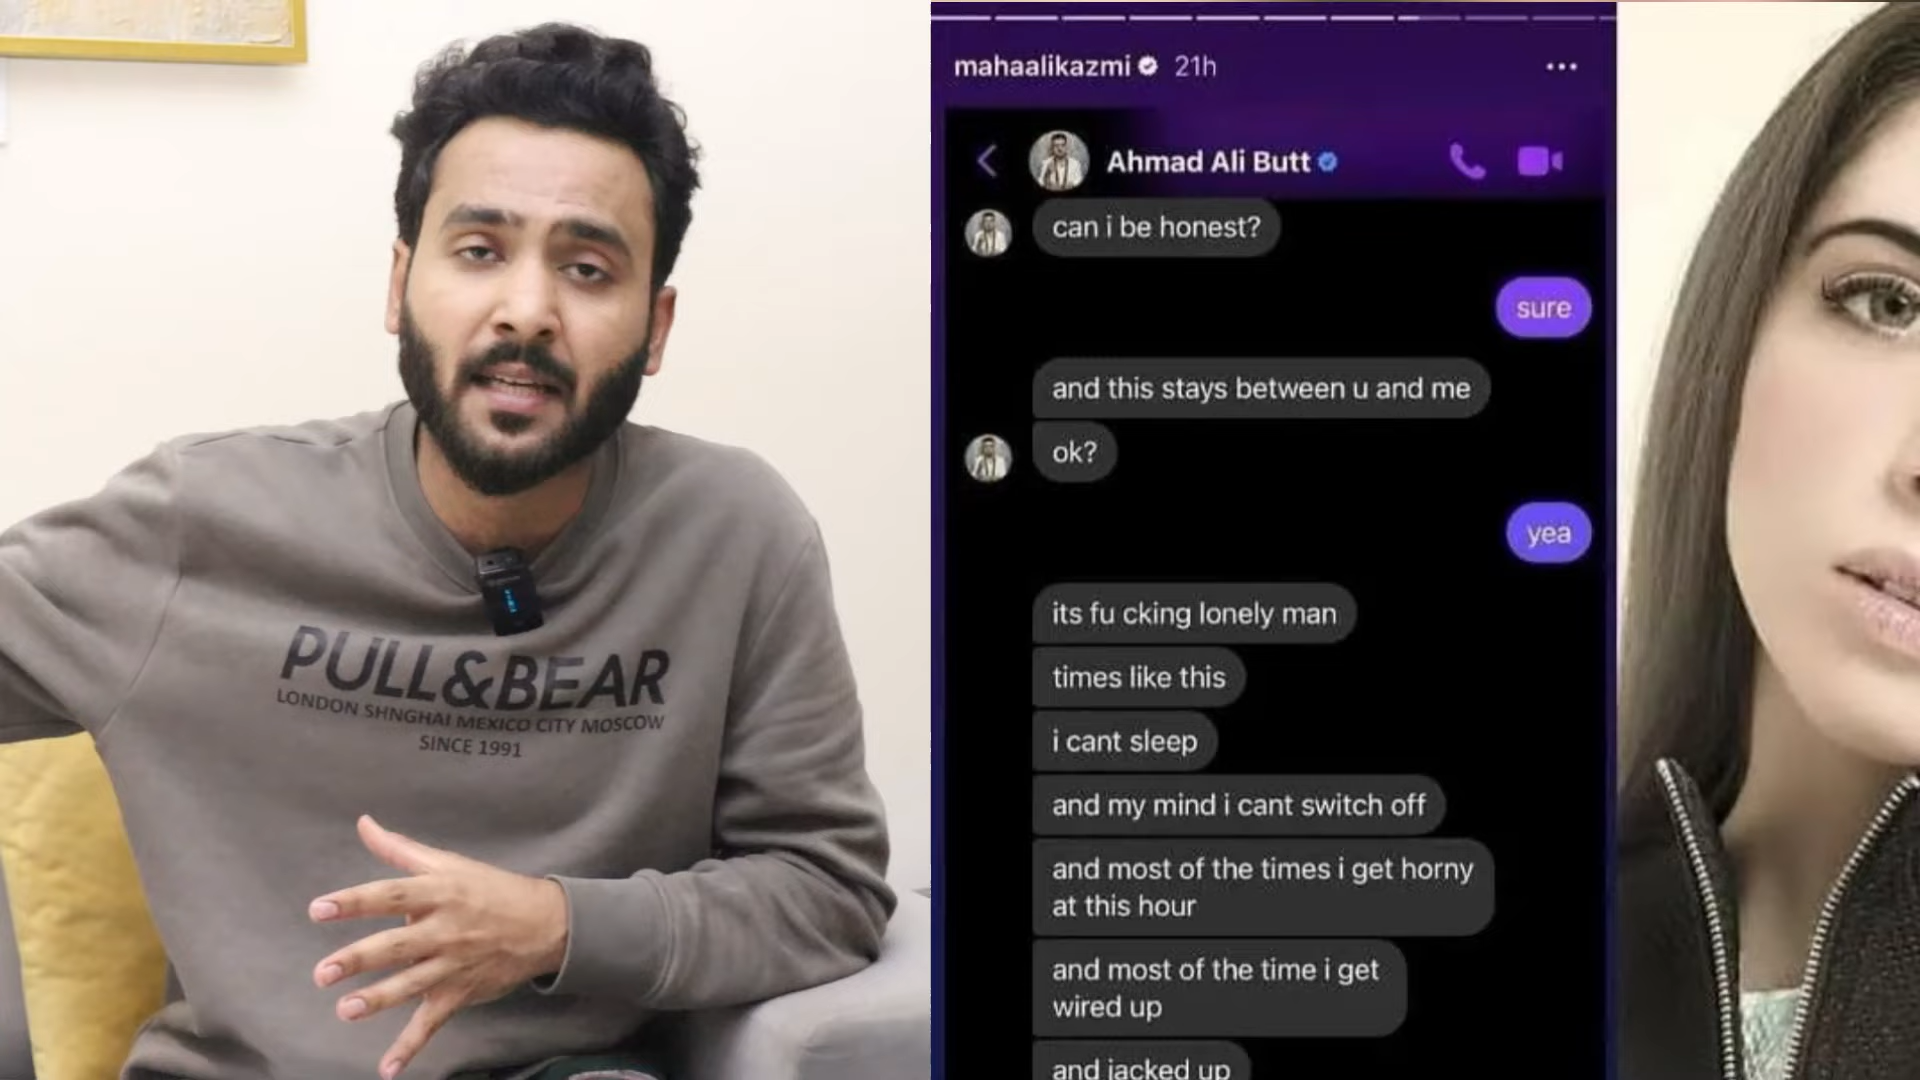 PULL&BEAR
LONDON SHNGHAI MEXICO CITY MOSCOW
SINCE 1991
mahaalikazmi 21h
Ahmad Ali Butt
can i be honest?
sure
and this stays between u and me
ok?
yea
its fu cking lonely man
times like this
i cant sleep
and my mind i cant switch off
and most of the times i get horny
at this hour
and most of the time i get
wired up
and jacked up